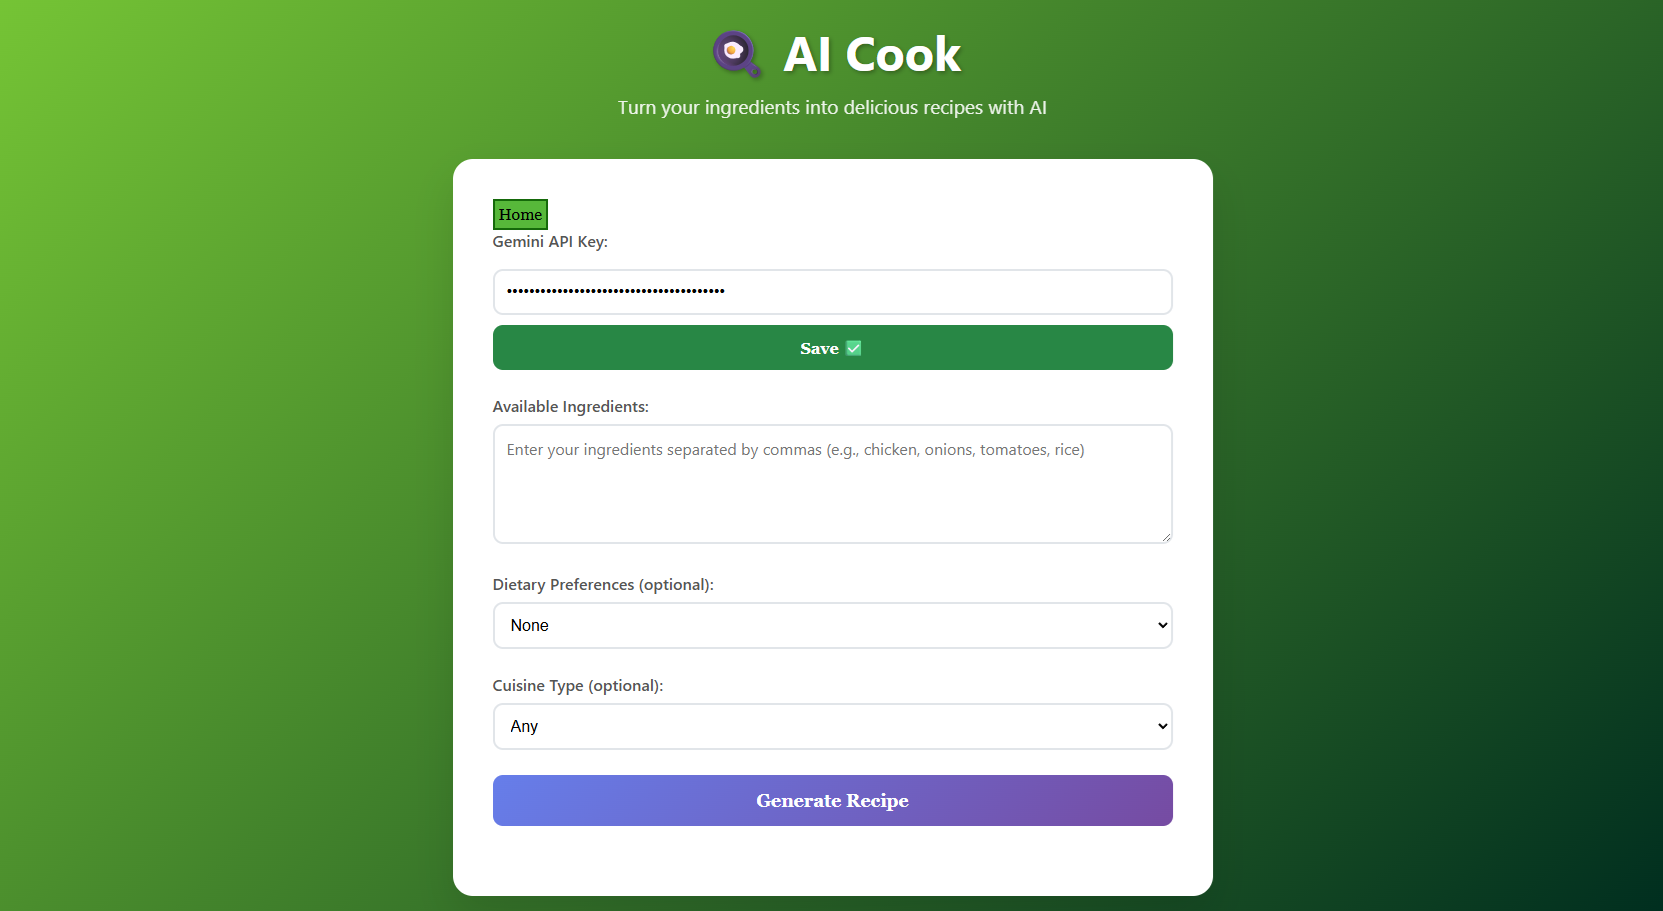 AI Cook
Turn your ingredients into delicious recipes with AI
Home
Gemini API Key:
•••••••••••••••••••••••••••••••••••••••
Save ✅
Available Ingredients:
Enter your ingredients separated by commas (e.g., chicken, onions, tomatoes, rice)
Dietary Preferences (optional):
None
Cuisine Type (optional):
Any
Generate Recipe